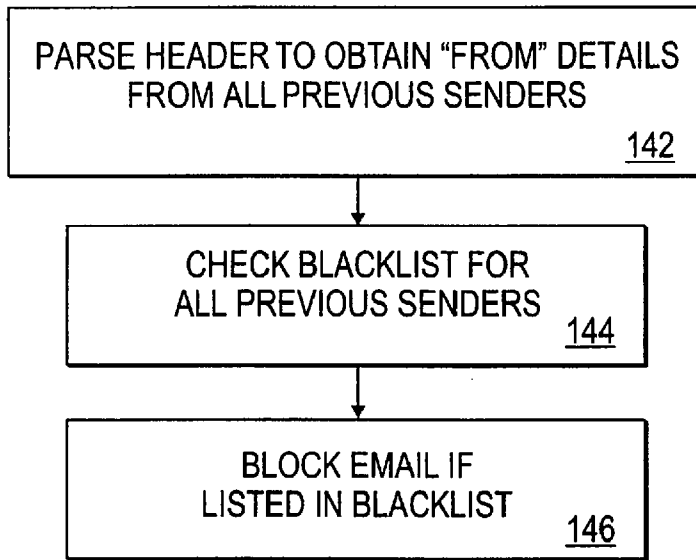 PARSE HEADER TO OBTAIN “FROM” DETAILS
FROM ALL PREVIOUS SENDERS
142
CHECK BLACKLIST FOR
ALL PREVIOUS SENDERS
144
BLOCK EMAIL IF
LISTED IN BLACKLIST
146